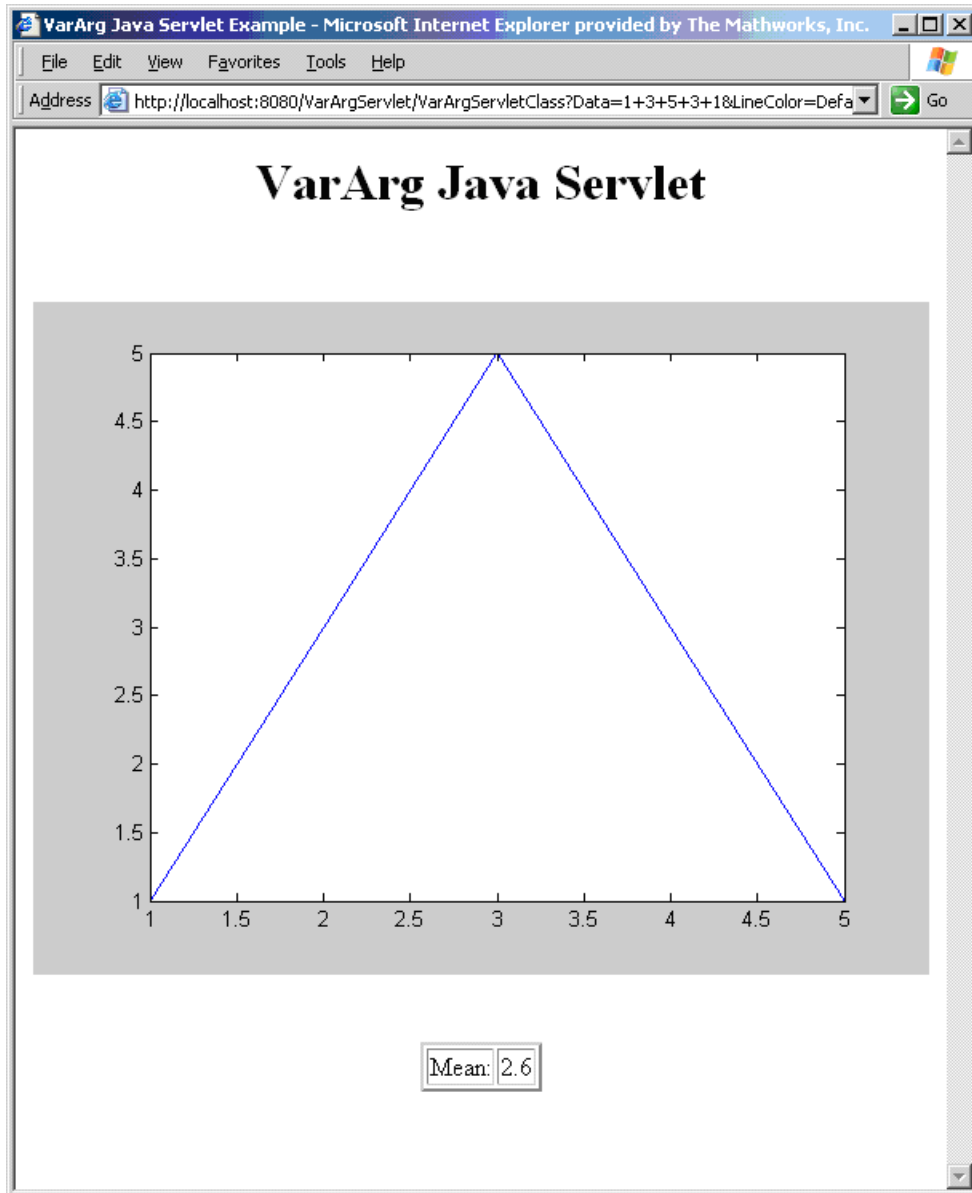 VarArg Java Servlet Example - Microsoft Internet Explorer provided by The Mathworks, Inc.
File Edit View Favorites Tools Help
Address http://localhost:8080/VarArgServlet/VarArgServletClass?Data=1+3+5+3+1&LineColor=Defa Go
VarArg Java Servlet
5
4.5
4
3.5
3
2.5
2
1.5
1
1 1.5 2 2.5 3 3.5 4 4.5 5
Mean: 2.6